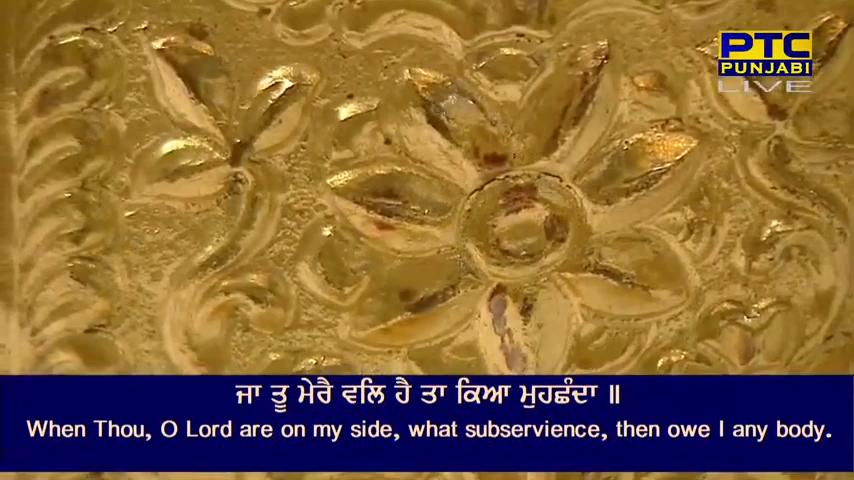 PTC
PUNJABI
LIVE
ਜਾ ਤੂ ਮੇਰੈ ਵਲਿ ਹੈ ਤਾ ਕਿਆ ਮੁਹਛੰਦਾ ॥
When Thou, O Lord are on my side, what subservience, then owe I any body.